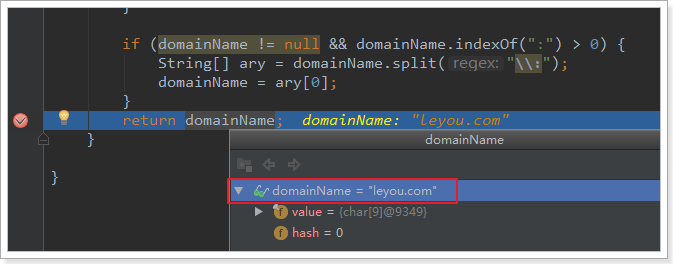 }
if (domainName != null && domainName.indexOf(":") > 0) {
String[] ary = domainName.split( regex: "\\:");
domainName = ary[0];
}
return domainName; domainName: "leyou.com"
}
domainName
}
domainName = "leyou.com"
f value = {char[9]@9349}
f hash = 0